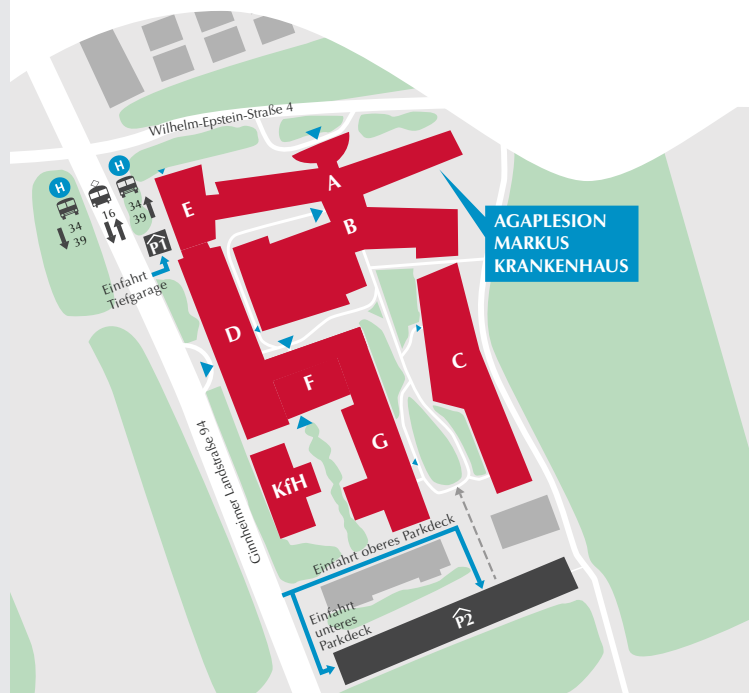 Wilhelm-Epstein-Straße 4
H
H
34
39
16
34
39
P1
Einfahrt
Tiefgarage
E
A
B
AGAPLESION
MARKUS
KRANKENHAUS
D
C
F
G
KfH
Ginnheimer Landstraße 94
Einfahrt oberes Parkdeck
Einfahrt
unteres
Parkdeck
P2